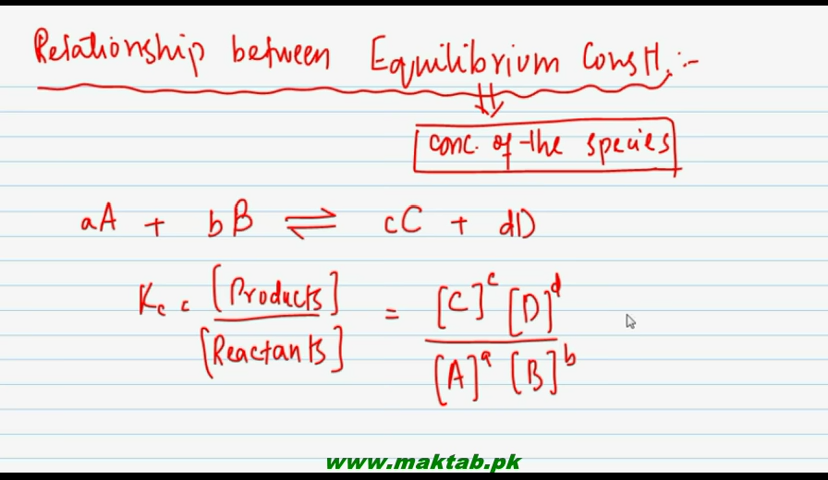 Relationship between Equilibrium Constt.:-
conc. of the species
aA + bB ⇌ cC + dD
Kc = [Products] / [Reactants] = [C]^c [D]^d / [A]^a [B]^b
www.maktab.pk